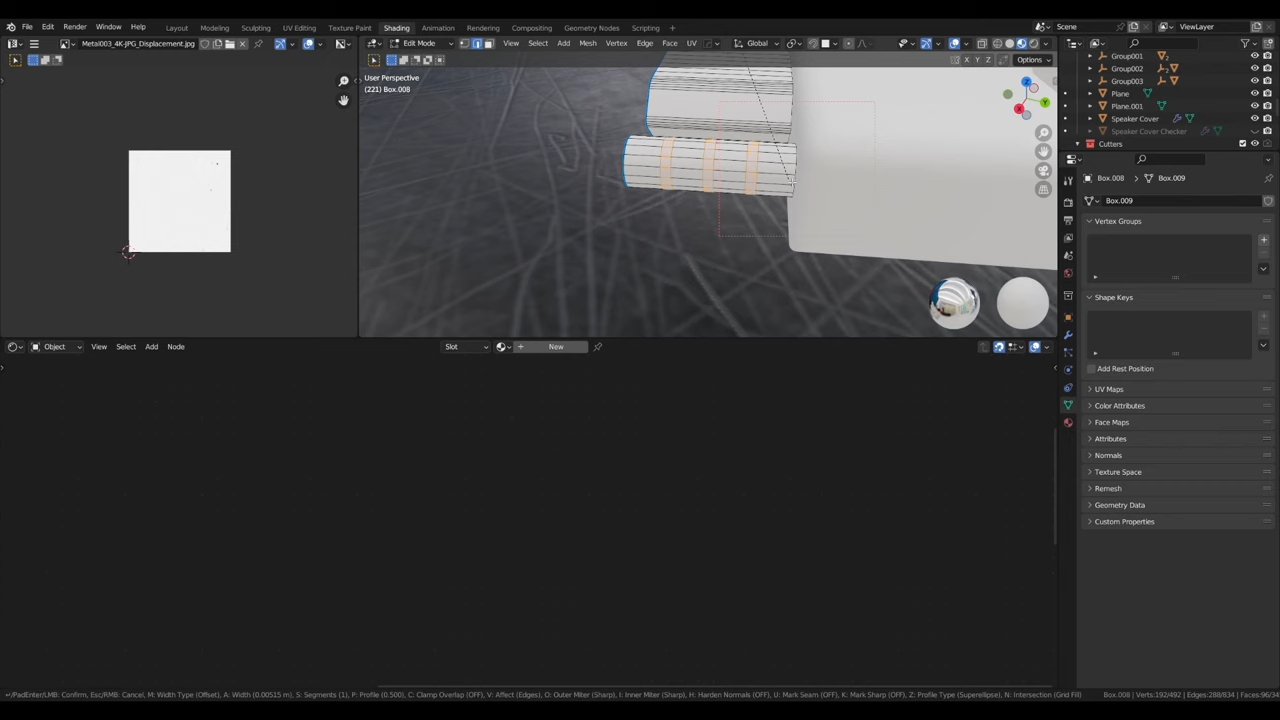 File Edit Render Window Help Layout Modeling Sculpting UV Editing Texture Paint Shading Animation Rendering Compositing Geometry Nodes Scripting + Scene ViewLayer
Metal003_4K-JPG_Displacement.jpg Edit Mode View Select Add Mesh Vertex Edge Face UV Global
X Y Z Options
User Perspective
(221) Box.008
Z
Y
X
Group001
Group002
Group003
Plane
Plane.001
Speaker Cover
Speaker Cover Checker
Cutters
Box.008 > Box.009
Box.009
Vertex Groups
Shape Keys
Add Rest Position
UV Maps
Color Attributes
Face Maps
Attributes
Normals
Texture Space
Remesh
Geometry Data
Custom Properties
Object View Select Add Node Slot New
↵/PadEnter/LMB: Confirm, Esc/RMB: Cancel, M: Width Type (Offset), A: Width (0.00515 m), S: Segments (1), P: Profile (0.500), C: Clamp Overlap (OFF), V: Affect (Edges), O: Outer Miter (Sharp), I: Inner Miter (Sharp), H: Harden Normals (OFF), U: Mark Seam (OFF), K: Mark Sharp (OFF), Z: Profile Type (Superellipse), N: Intersection (Grid Fill) Box.008 | Verts:192/492 | Edges:288/834 | Faces:96/34